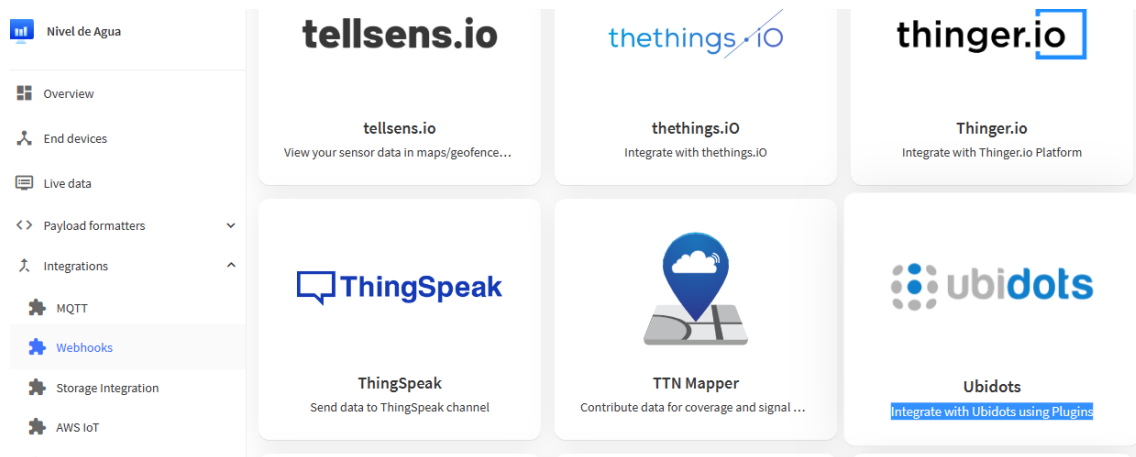 Nivel de Agua
Overview
End devices
Live data
Payload formatters
Integrations
MQTT
Webhooks
Storage Integration
AWS IoT
tellsens.io
tellsens.io
View your sensor data in maps/geofence...
thethings.iO
thethings.iO
Integrate with thethings.iO
thinger.io
Thinger.io
Integrate with Thinger.io Platform
ThingSpeak
ThingSpeak
Send data to ThingSpeak channel
TTN Mapper
Contribute data for coverage and signal ...
ubidots
Ubidots
Integrate with Ubidots using Plugins